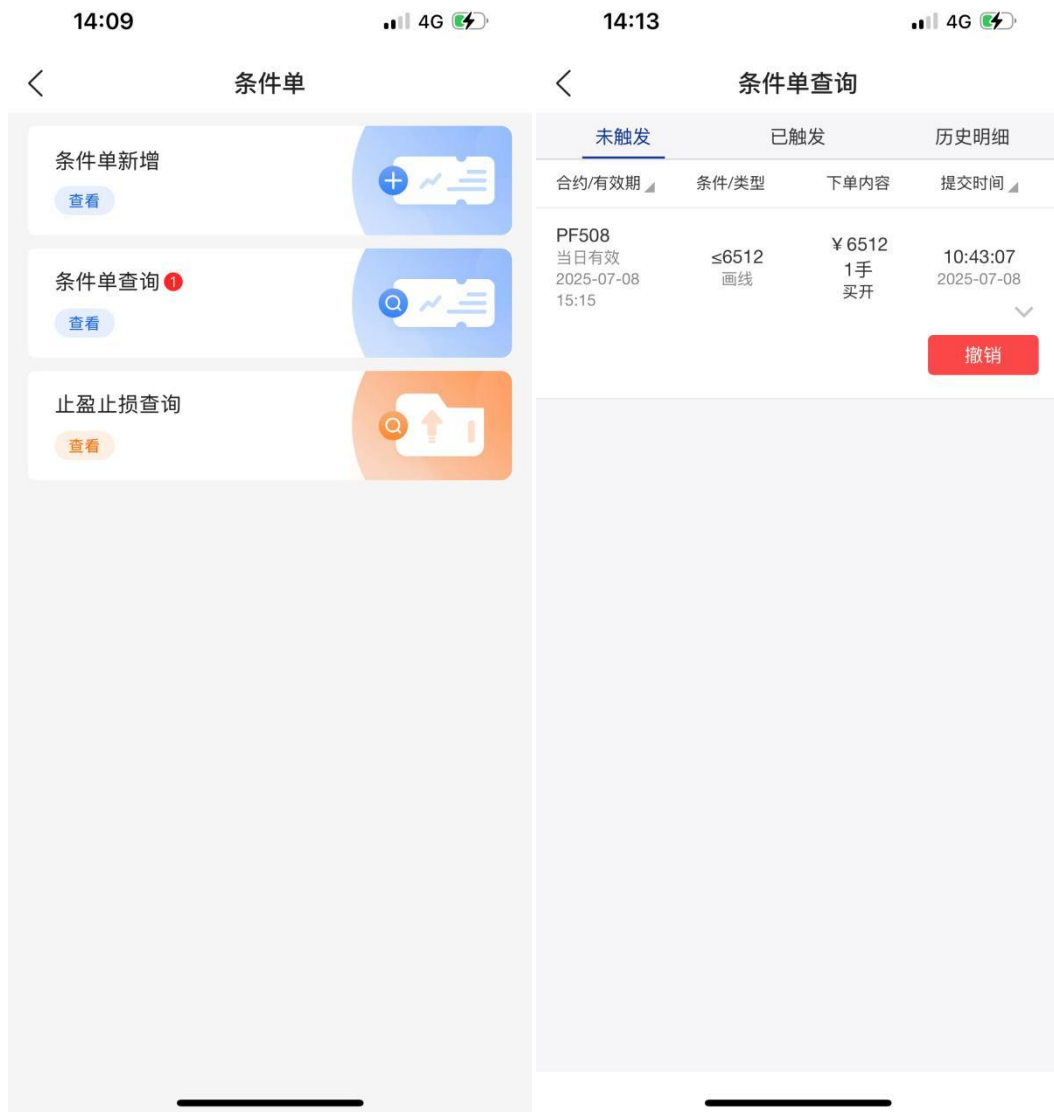 14:09
4G
条件单
条件单新增
查看
条件单查询 1
查看
止盈止损查询
查看
14:13
4G
条件单查询
未触发 已触发 历史明细
合约/有效期 条件/类型 下单内容 提交时间
PF508
当日有效
2025-07-08
15:15
≤6512
画线
￥6512
1手
买开
10:43:07
2025-07-08
撤销